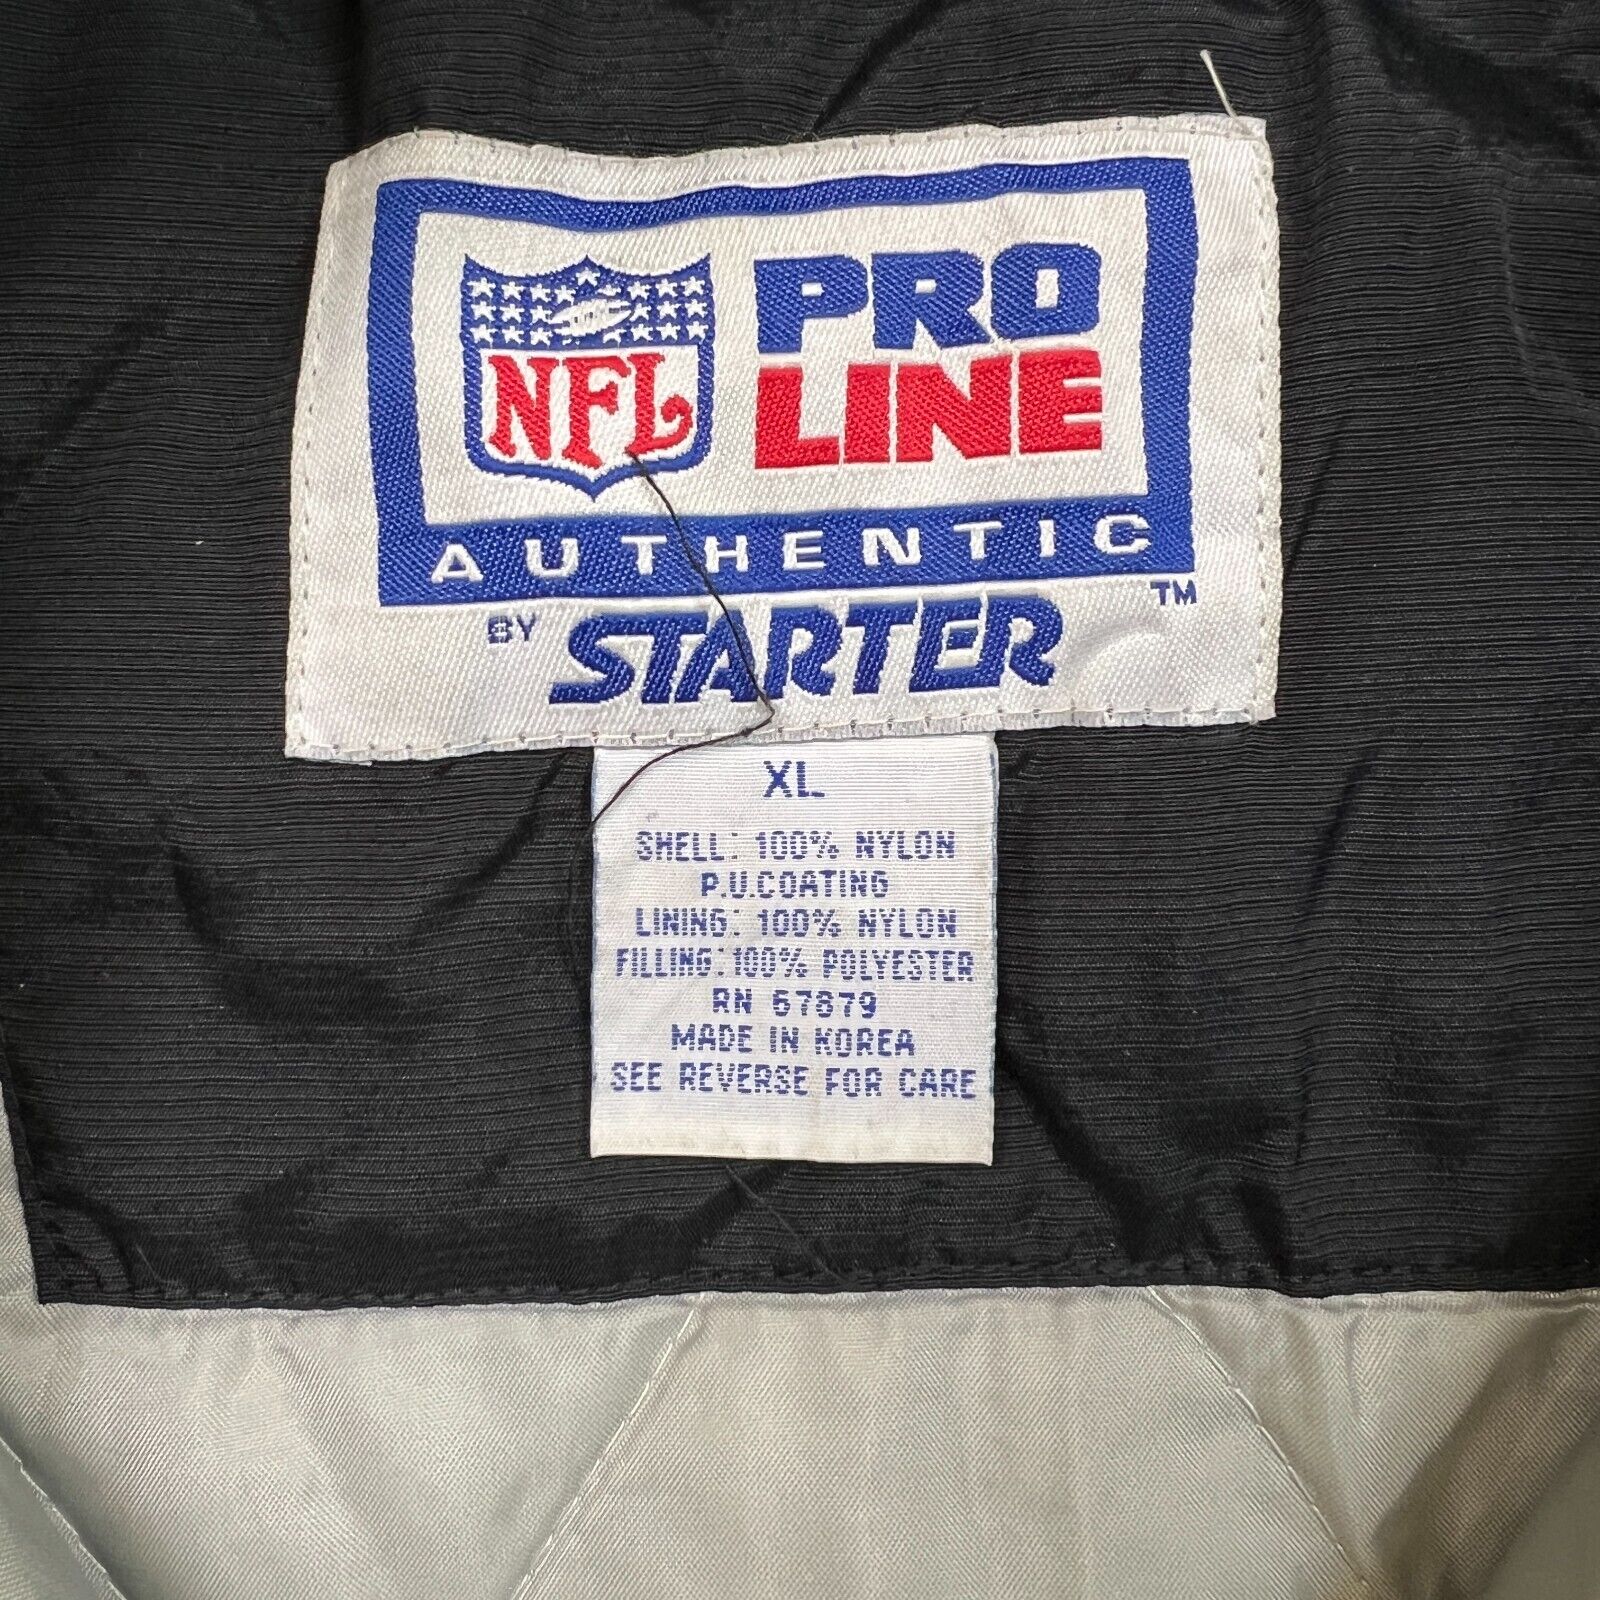 NFL PRO LINE
AUTHENTIC
BY STARTER ™
XL
SHELL: 100% NYLON
P.U.COATING
LINING: 100% NYLON
FILLING: 100% POLYESTER
RN 67879
MADE IN KOREA
SEE REVERSE FOR CARE